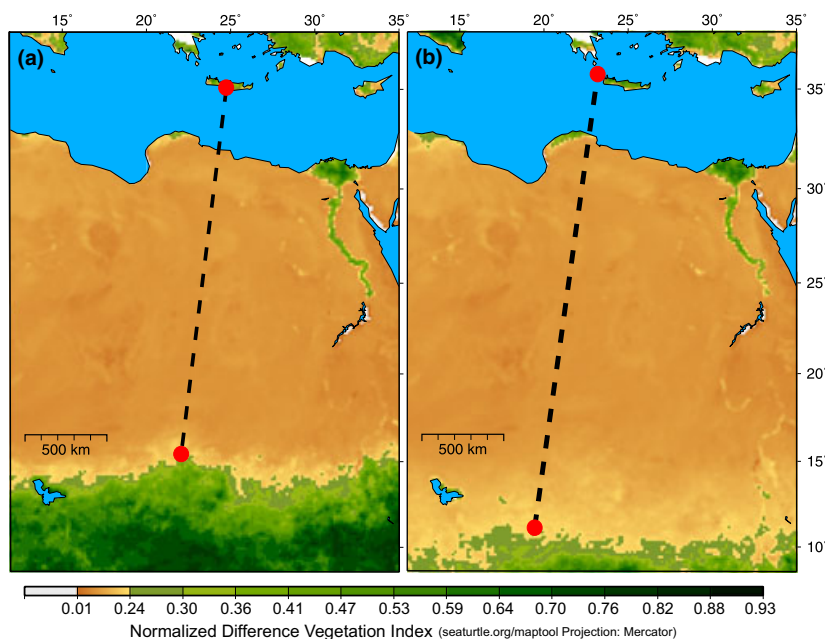 15° 20° 25° 30° 35° 15° 20° 25° 30° 35°
(a) (b)
35°
30°
25°
20°
500 km 500 km
15°
10°
0.01 0.24 0.30 0.36 0.41 0.47 0.53 0.59 0.64 0.70 0.76 0.82 0.88 0.93
Normalized Difference Vegetation Index (seaturtle.org/maptool Projection: Mercator)